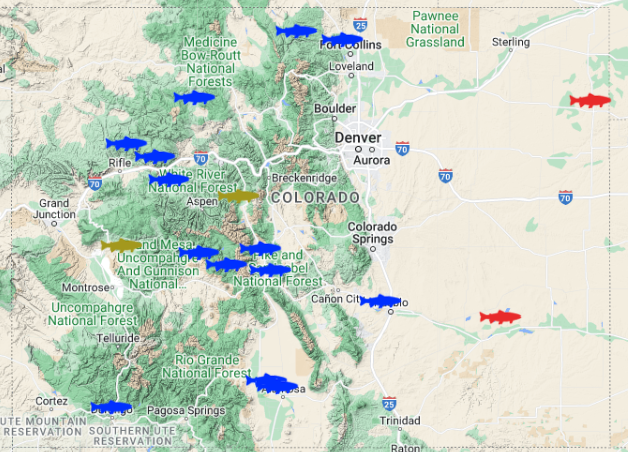 Pawnee
National
Grassland
25
Sterling
Medicine
Bow-Routt
National
Forests
Fort Collins
Loveland
Boulder
Denver
Aurora
70
70
70
Rifle
70
70
White River
National Forest
Breckenridge
Aspen
COLORADO
Grand
Junction
Colorado
Springs
Uncompahgre
And Gunnison
National...
Pike and
National Forest
Montrose
Cañon City
Uncompahgre
National Forest
Telluride
Rio Grande
National Forest
Cortez
Pagosa Springs
25
UTE MOUNTAIN
RESERVATION
SOUTHERN UTE
RESERVATION
Trinidad
Raton